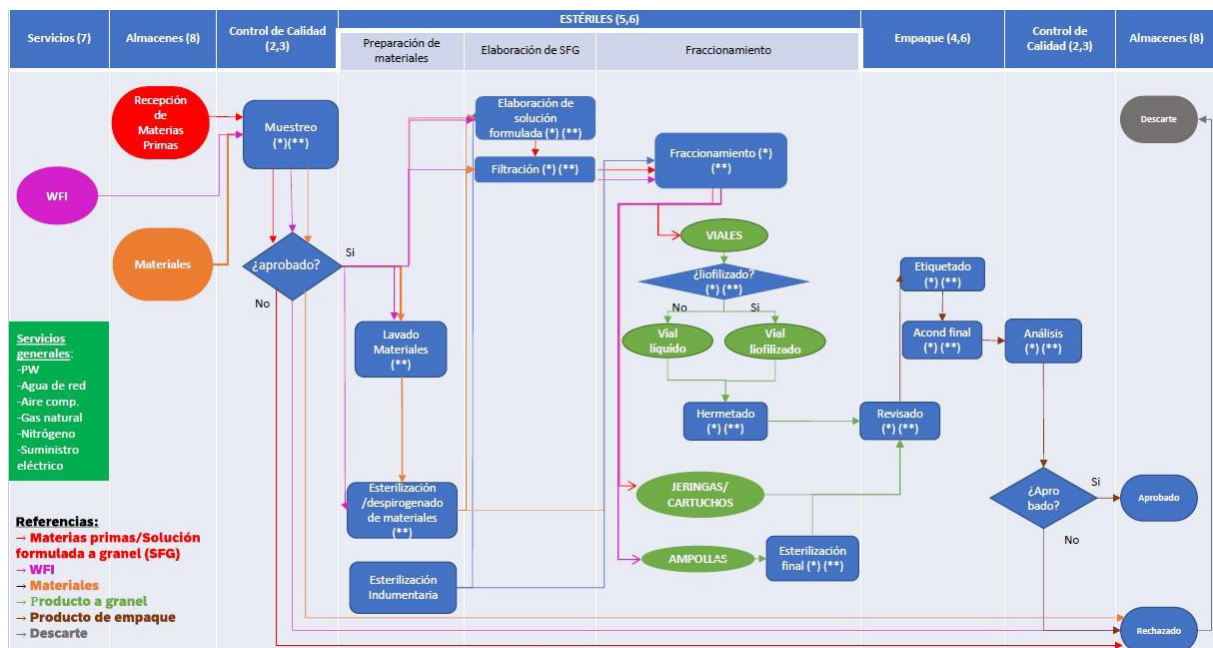 ESTÉRILES (5,6)
Servicios (7)
Almacenes (8)
Control de Calidad
(2,3)
Preparación de
materiales
Elaboración de SFG
Fraccionamiento
Empaque (4,6)
Control de
Calidad (2,3)
Almacenes (8)
Recepción
de
Materias
Primas
Muestreo
(*)(**)
Elaboración de
solución
formulada (*) (**)
Filtración (*) (**)
Fraccionamiento (*)
(**)
Descarte
WFI
Materiales
¿aprobado?
Si
No
VIALES
¿liofilizado?
(*) (**)
No
Si
Vial
líquido
Vial
liofilizado
Etiquetado
(*) (**)
Acond final
(*) (**)
Análisis
(*) (**)
Lavado
Materiales
(**)
Hermetado
(*) (**)
Revisado
(*) (**)
Servicios
generales:
-PW
-Agua de red
-Aire comp.
-Gas natural
-Nitrógeno
-Suministro
eléctrico
Esterilización
/despirogenado
de materiales
(**)
JERINGAS/
CARTUCHOS
¿Apro
bado?
Si
No
Aprobado
AMPOLLAS
Esterilización
final (*) (**)
Esterilización
Indumentaria
Rechazado
Referencias:
→ Materias primas/Solución
formulada a granel (SFG)
→ WFI
→ Materiales
→ Producto a granel
→ Producto de empaque
→ Descarte